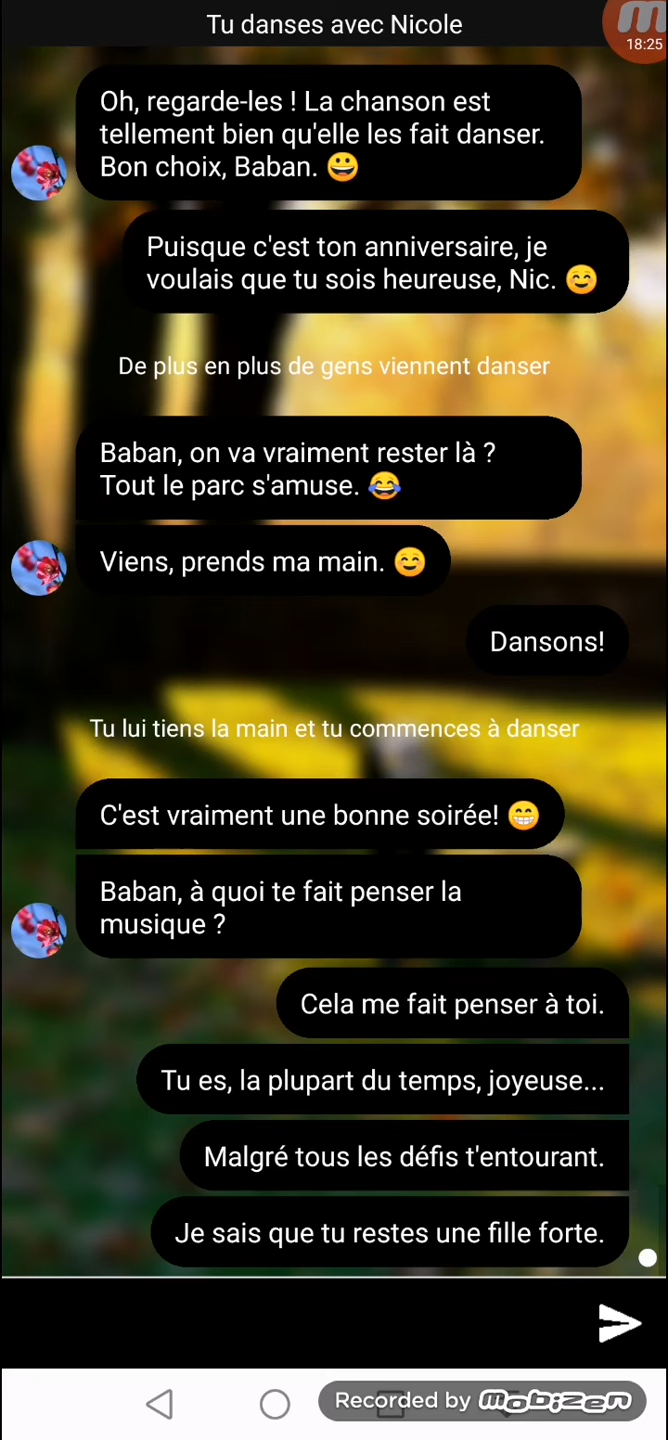 Tu danses avec Nicole
18:25
Oh, regarde-les ! La chanson est
tellement bien qu'elle les fait danser.
Bon choix, Baban. 😀
Puisque c'est ton anniversaire, je
voulais que tu sois heureuse, Nic. ☺️
De plus en plus de gens viennent danser
Baban, on va vraiment rester là ?
Tout le parc s'amuse. 😂
Viens, prends ma main. ☺️
Dansons!
Tu lui tiens la main et tu commences à danser
C'est vraiment une bonne soirée! 😁
Baban, à quoi te fait penser la
musique ?
Cela me fait penser à toi.
Tu es, la plupart du temps, joyeuse...
Malgré tous les défis t'entourant.
Je sais que tu restes une fille forte.
Recorded by mobizen